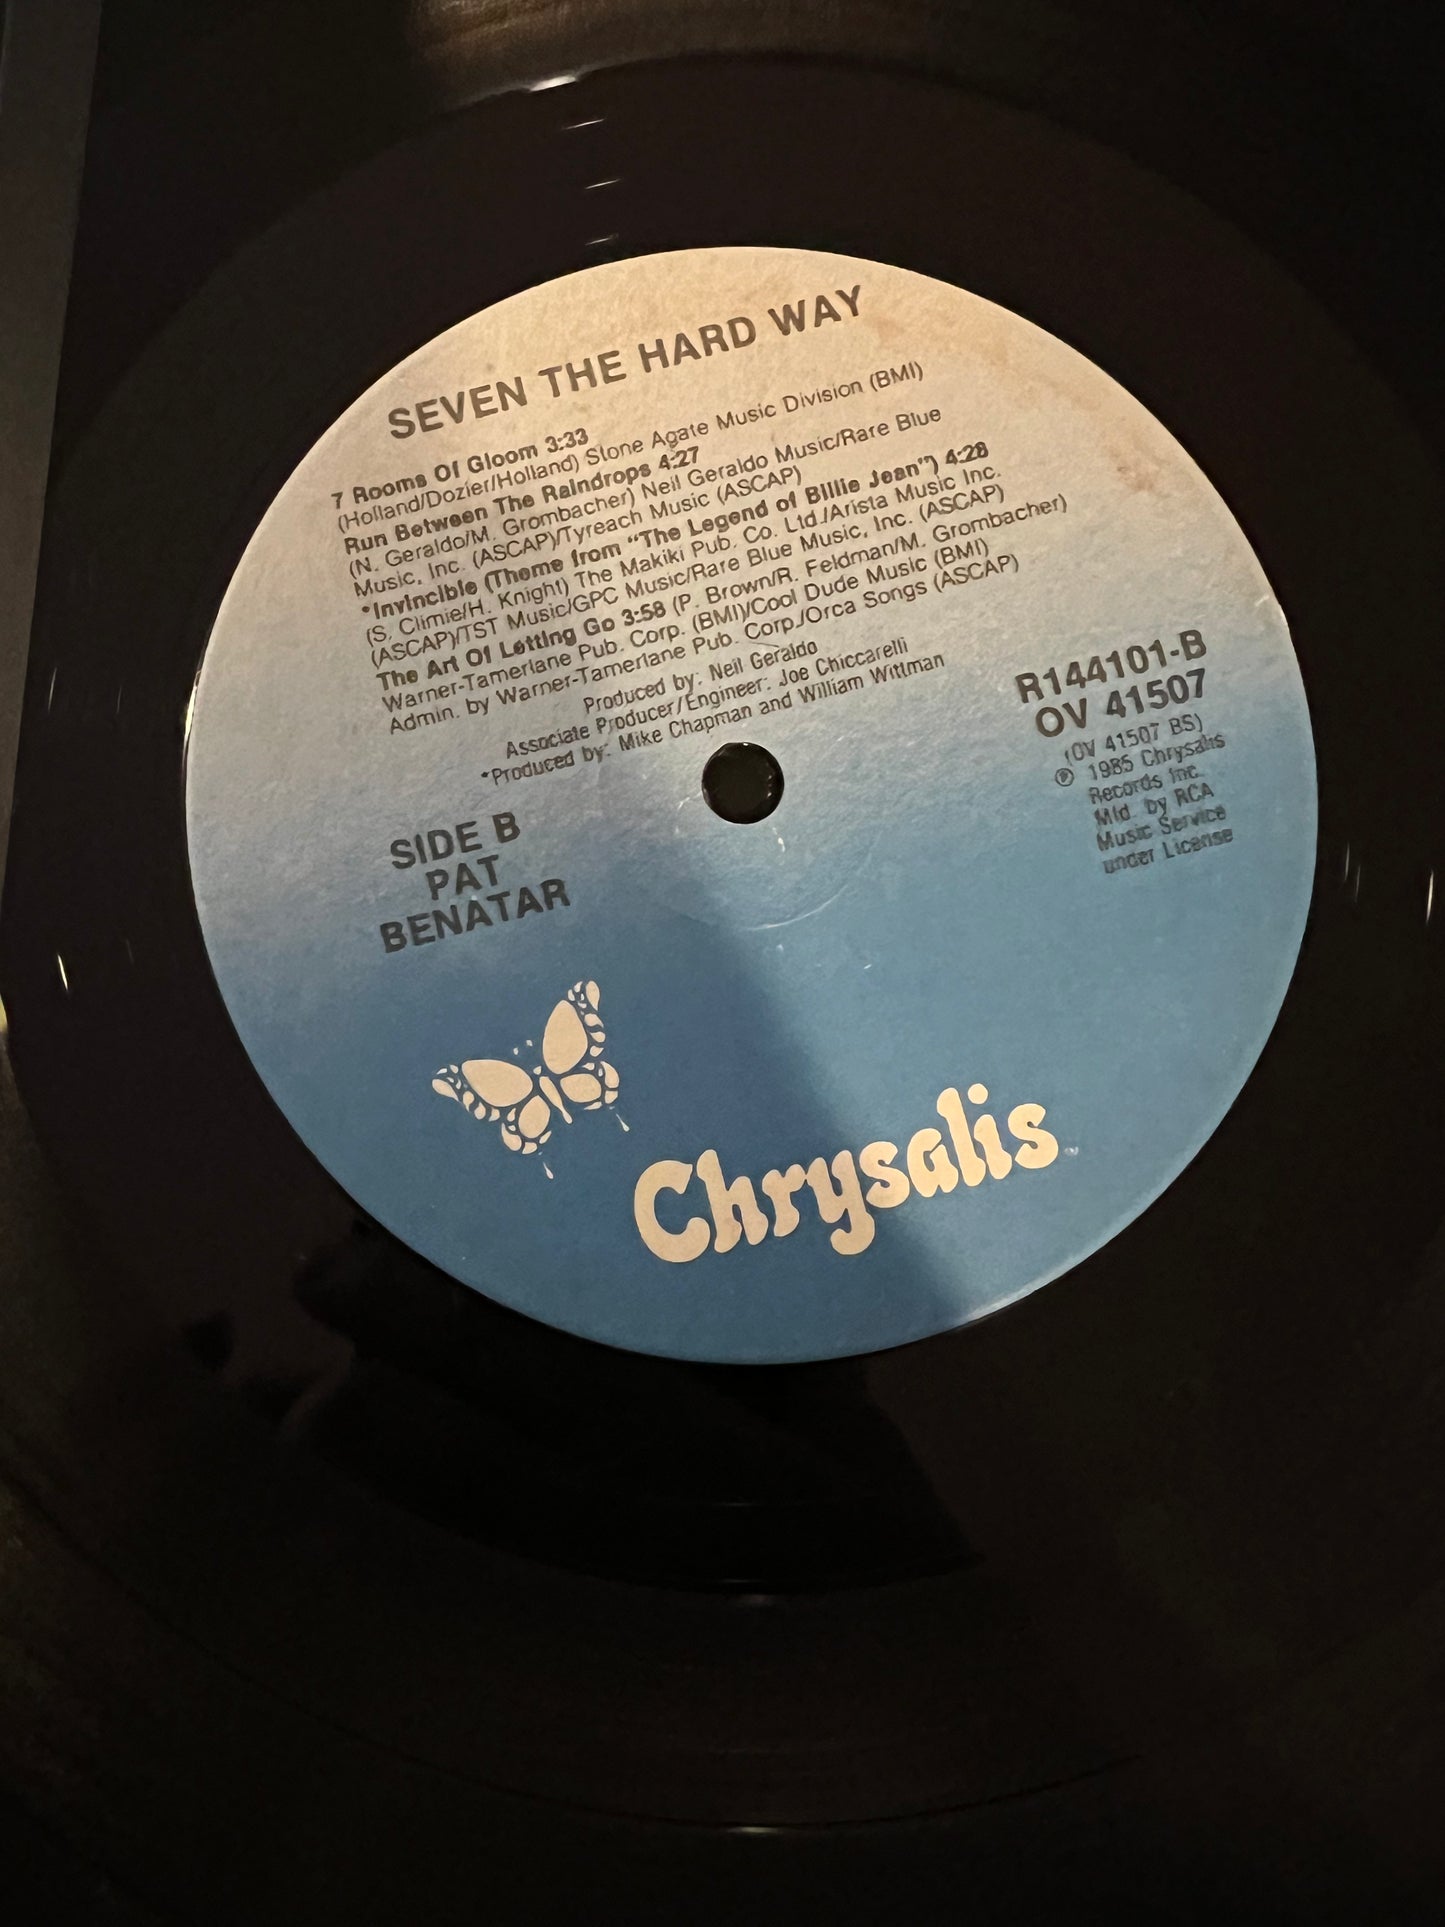 SEVEN THE HARD WAY
7 Rooms Of Gloom 3:33
(Holland/Dozier/Holland) Stone Agate Music Division (BMI)
Run Between The Raindrops 4:27
(N. Geraldo/M. Grombacher) Neil Geraldo Music/Rare Blue
Music, Inc. (ASCAP)/Tyreach Music (ASCAP)
*Invincible (Theme from "The Legend of Billie Jean") 4:28
(S. Climie/H. Knight) The Makiki Pub. Co. Ltd./Arista Music Inc.
(ASCAP)/TST Music/GPC Music/Rare Blue Music, Inc. (ASCAP)
The Art Of Letting Go 3:58 (P. Brown/R. Feldman/M. Grombacher)
Warner-Tamerlane Pub. Corp. (BMI)/Cool Dude Music (BMI)
Admin. by Warner-Tamerlane Pub. Corp./Orca Songs (ASCAP)
Produced by: Neil Geraldo
Associate Producer/Engineer: Joe Chiccarelli
*Produced by: Mike Chapman and William Wittman
R144101-B
OV 41507
(OV 41507 BS)
℗ 1985 Chrysalis
Records Inc.
Mfd. by RCA
Music Service
under License
SIDE B
PAT
BENATAR
Chrysalis